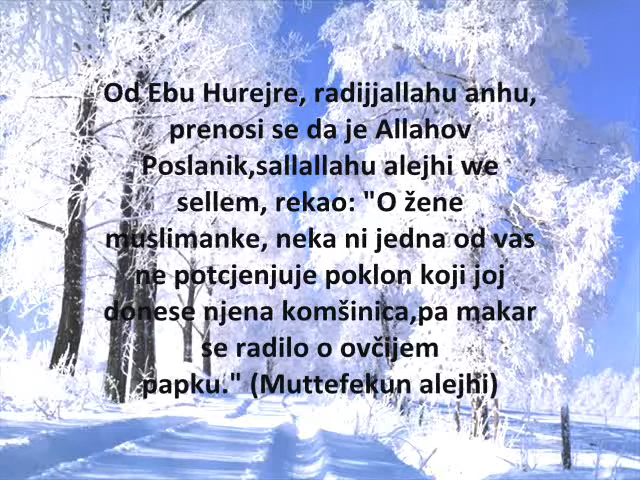 Od Ebu Hurejre, radijjallahu anhu,
prenosi se da je Allahov
Poslanik,sallallahu alejhi we
sellem, rekao: "O žene
muslimanke, neka ni jedna od vas
ne potcjenjuje poklon koji joj
donese njena komšinica,pa makar
se radilo o ovčijem
papku." (Muttefekun alejhi)